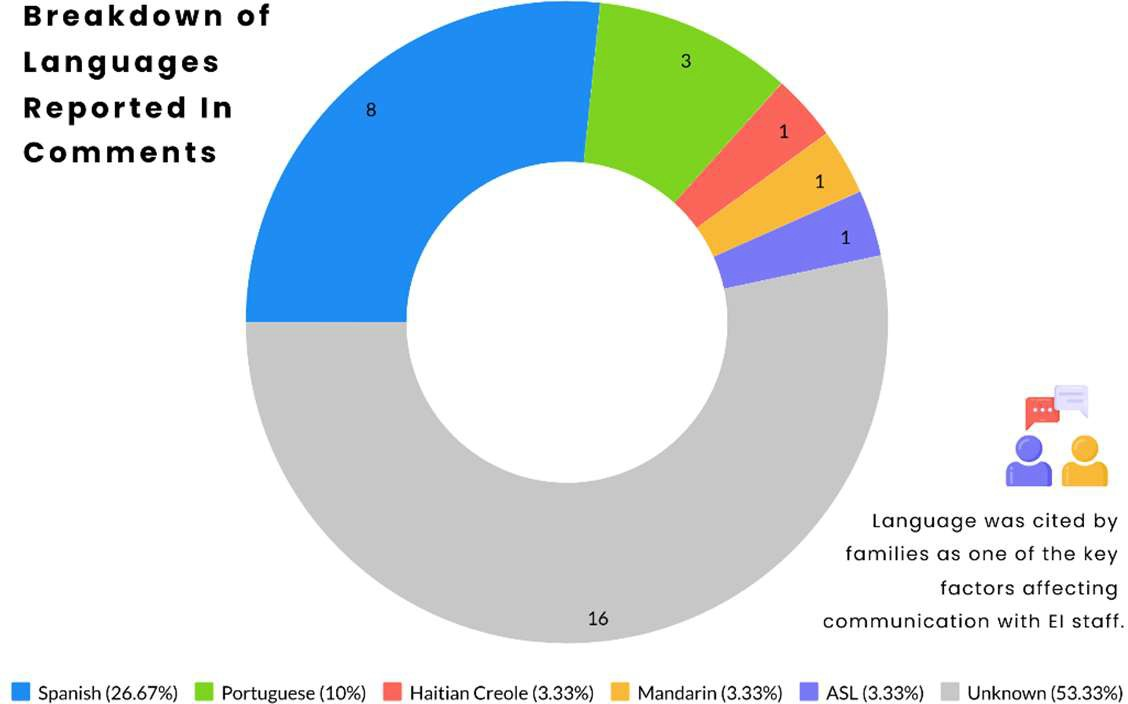 Breakdown of
Languages
Reported In
Comments
8
3
1
1
1
16
Language was cited by
families as one of the key
factors affecting
communication with EI staff.
Spanish (26.67%) Portuguese (10%) Haitian Creole (3.33%) Mandarin (3.33%) ASL (3.33%) Unknown (53.33%)